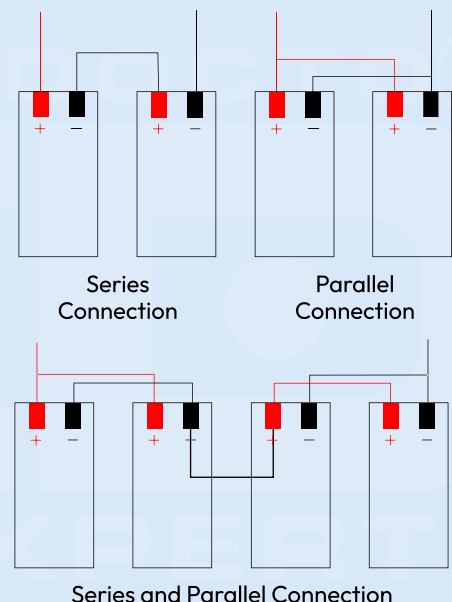 + − + − + − + −
Series Parallel
Connection Connection
+ − + − + − + −
Series and Parallel Connection